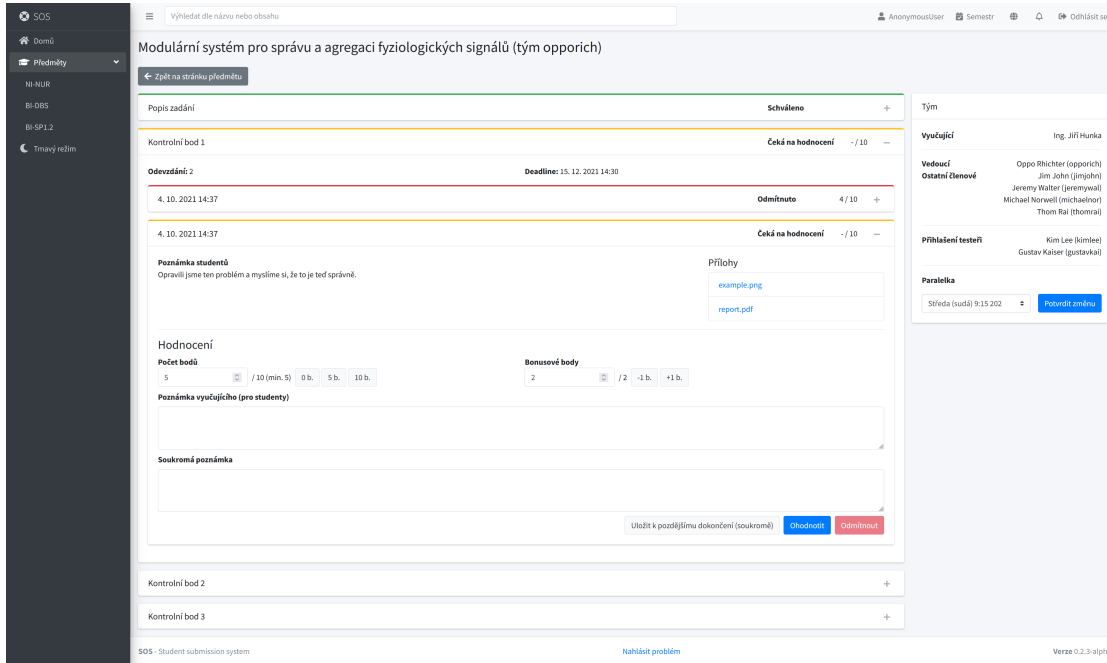 SOS
Výhledat dle názvu nebo obsahu
AnonymousUser
Semestr
Odhlásit se
Domů
Předměty
NI-NUR
BI-DBS
BI-SP1.2
Tmavý režim
Modulární systém pro správu a agregaci fyziologických signálů (tým opporich)
Zpět na stránku předmětu
Popis zadání
Schváleno
Kontrolní bod 1
Čeká na hodnocení - / 10
Odevzdání: 2
Deadline: 15. 12. 2021 14:30
4. 10. 2021 14:37
Odmítnuto 4 / 10
4. 10. 2021 14:37
Čeká na hodnocení - / 10
Poznámka studentů
Opravili jsme ten problém a myslíme si, že to je teď správně.
Přílohy
example.png
report.pdf
Hodnocení
Počet bodů
5 / 10 (min. 5) 0 b. 5 b. 10 b.
Bonusové body
2 / 2 -1 b. +1 b.
Poznámka vyučujícího (pro studenty)
Soukromá poznámka
Uložit k pozdějšímu dokončení (soukromě) Ohodnotit Odmítnout
Kontrolní bod 2
Kontrolní bod 3
Tým
Vyučující Ing. Jiří Hunka
Vedoucí Oppo Rhichter (opporich)
Ostatní členové Jim John (jimjohn)
Jeremy Walter (jeremywal)
Michael Norwell (michaelnor)
Thom Rai (thomrai)
Přihlašení testeři Kim Lee (kimlee)
Gustav Kaiser (gustavkai)
Paralelka
Středa (sudá) 9:15 202 Potvrdit změnu
SOS - Student submission system
Nahlásit problém
Verze 0.2.3-alph